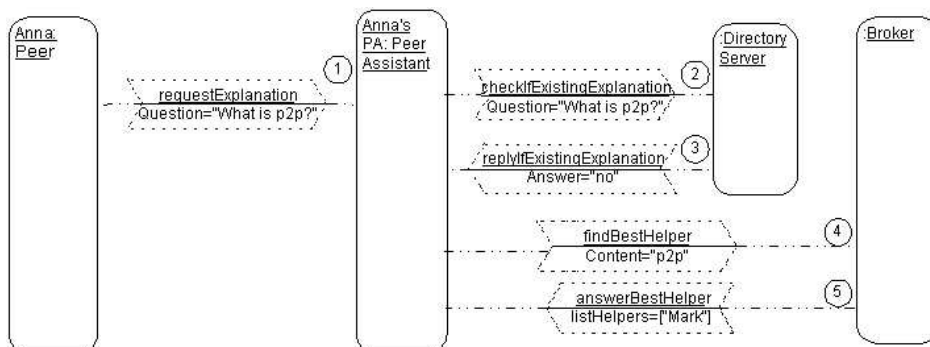 Anna:
Peer
Anna's
PA: Peer
Assistant
:Directory
Server
:Broker
1
requestExplanation
Question="What is p2p?"
2
checkIfExistingExplanation
Question="What is p2p?"
3
replyIfExistingExplanation
Answer="no"
4
findBestHelper
Content="p2p"
5
answerBestHelper
listHelpers=["Mark"]